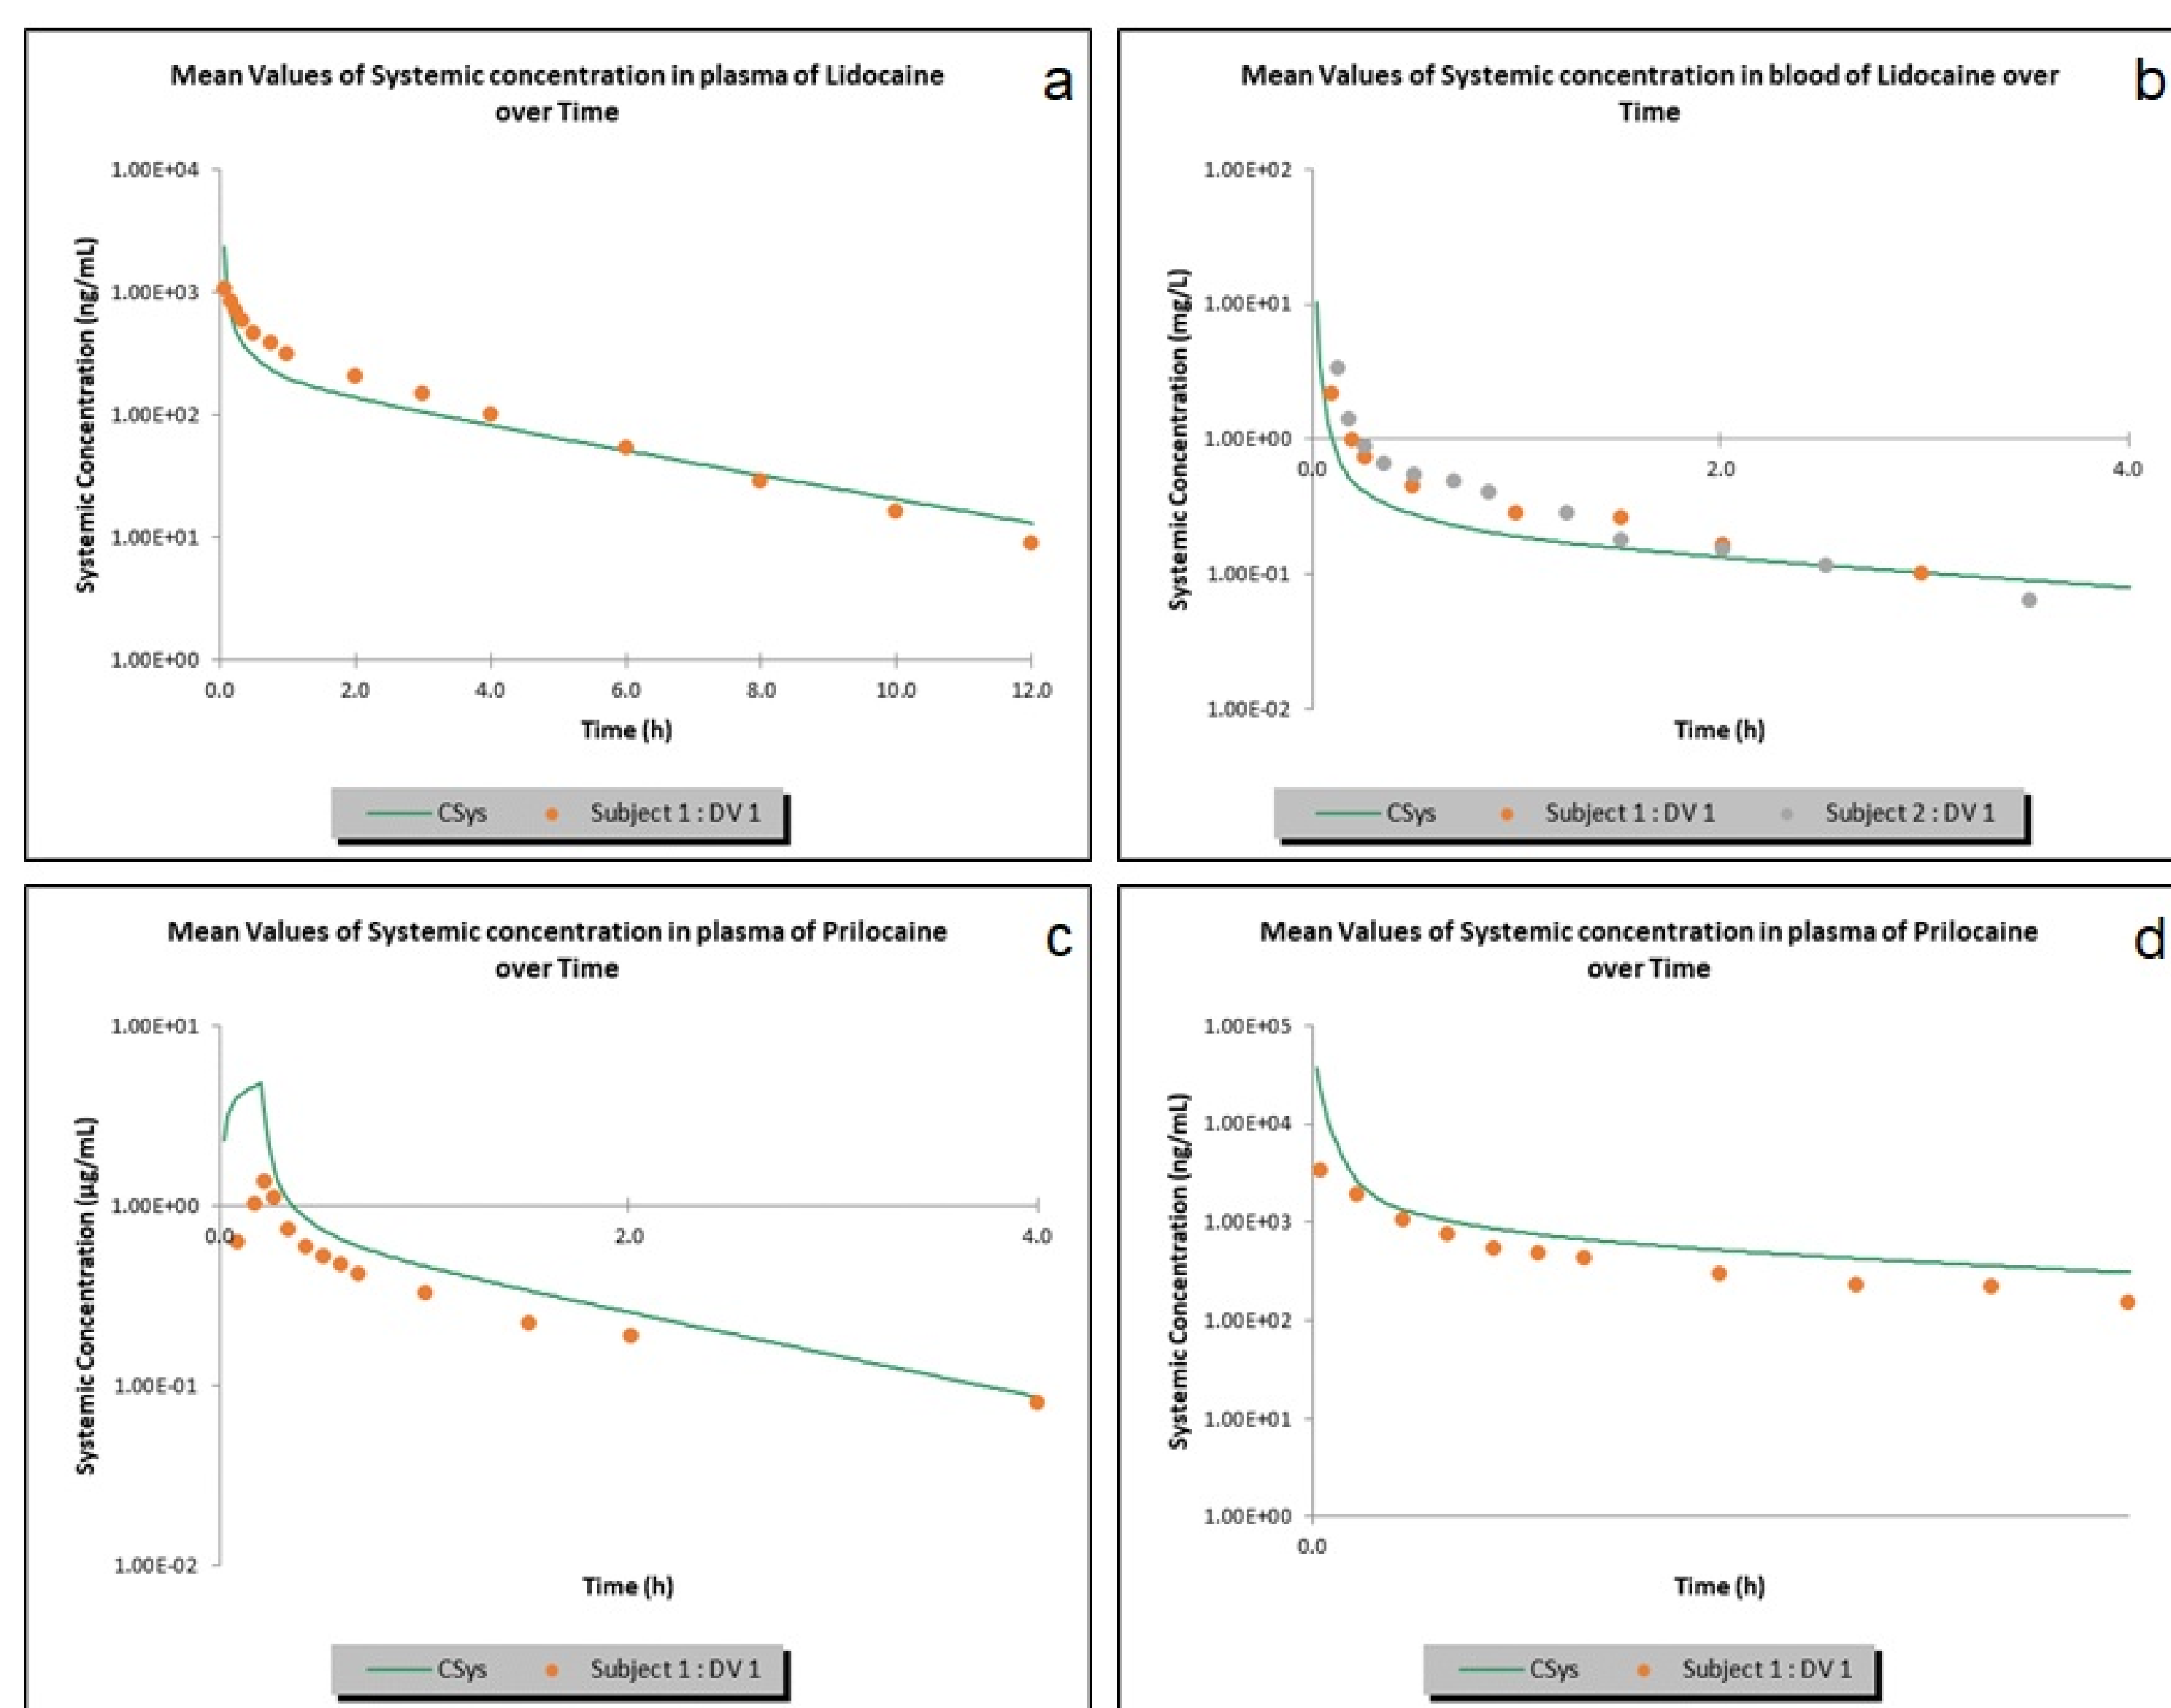 Mean Values of Systemic concentration in plasma of Lidocaine
over Time
a
Systemic Concentration (ng/mL)
1.00E+04
1.00E+03
1.00E+02
1.00E+01
1.00E+00
0.0 2.0 4.0 6.0 8.0 10.0 12.0
Time (h)
CSys Subject 1 : DV 1
Mean Values of Systemic concentration in blood of Lidocaine over
Time
b
Systemic Concentration (mg/L)
1.00E+02
1.00E+01
1.00E+00
0.0 2.0 4.0
1.00E-01
1.00E-02
Time (h)
CSys Subject 1 : DV 1 Subject 2 : DV 1
Mean Values of Systemic concentration in plasma of Prilocaine
over Time
c
Systemic Concentration (µg/mL)
1.00E+01
1.00E+00
0.0 2.0 4.0
1.00E-01
1.00E-02
Time (h)
CSys Subject 1 : DV 1
Mean Values of Systemic concentration in plasma of Prilocaine
over Time
d
Systemic Concentration (ng/mL)
1.00E+05
1.00E+04
1.00E+03
1.00E+02
1.00E+01
1.00E+00
0.0
Time (h)
CSys Subject 1 : DV 1